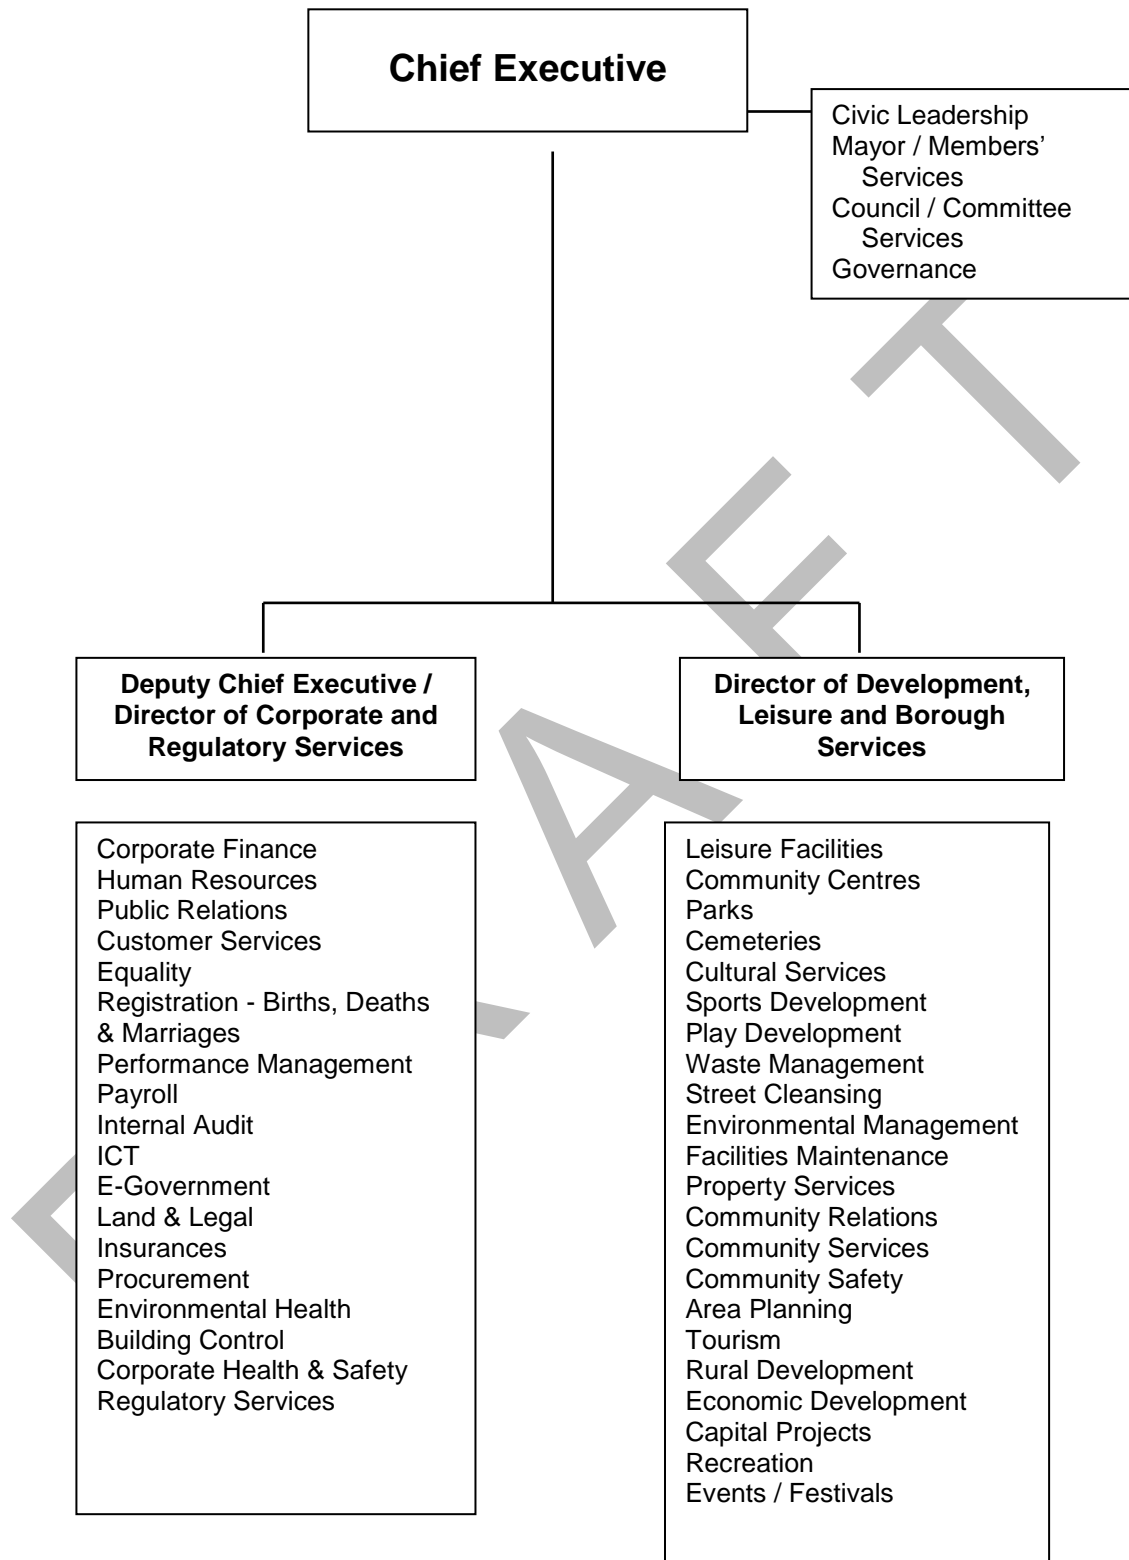 Chief Executive
Civic Leadership
Mayor / Members’
Services
Council / Committee
Services
Governance
Deputy Chief Executive /
Director of Corporate and
Regulatory Services
Director of Development,
Leisure and Borough
Services
Corporate Finance
Human Resources
Public Relations
Customer Services
Equality
Registration - Births, Deaths
& Marriages
Performance Management
Payroll
Internal Audit
ICT
E-Government
Land & Legal
Insurances
Procurement
Environmental Health
Building Control
Corporate Health & Safety
Regulatory Services
Leisure Facilities
Community Centres
Parks
Cemeteries
Cultural Services
Sports Development
Play Development
Waste Management
Street Cleansing
Environmental Management
Facilities Maintenance
Property Services
Community Relations
Community Services
Community Safety
Area Planning
Tourism
Rural Development
Economic Development
Capital Projects
Recreation
Events / Festivals
DRAFT